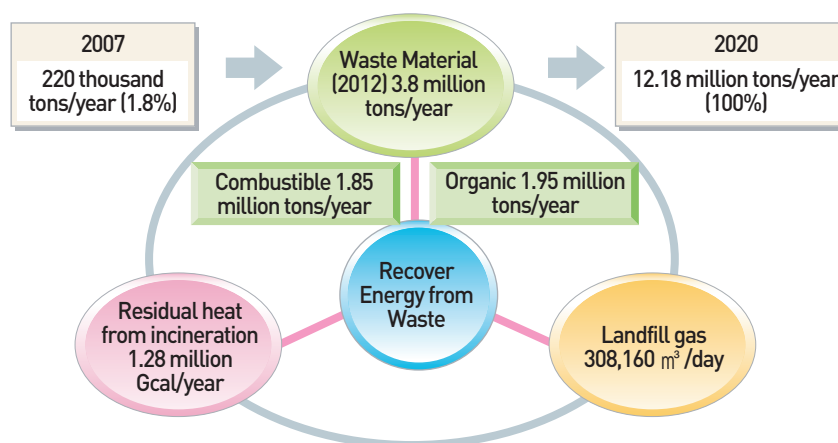 2007
220 thousand
tons/year (1.8%)
Waste Material
(2012) 3.8 million
tons/year
2020
12.18 million tons/year
(100%)
Combustible 1.85
million tons/year
Organic 1.95 million
tons/year
Recover
Energy from
Waste
Residual heat
from incineration
1.28 million
Gcal/year
Landfill gas
308,160 ㎥/day